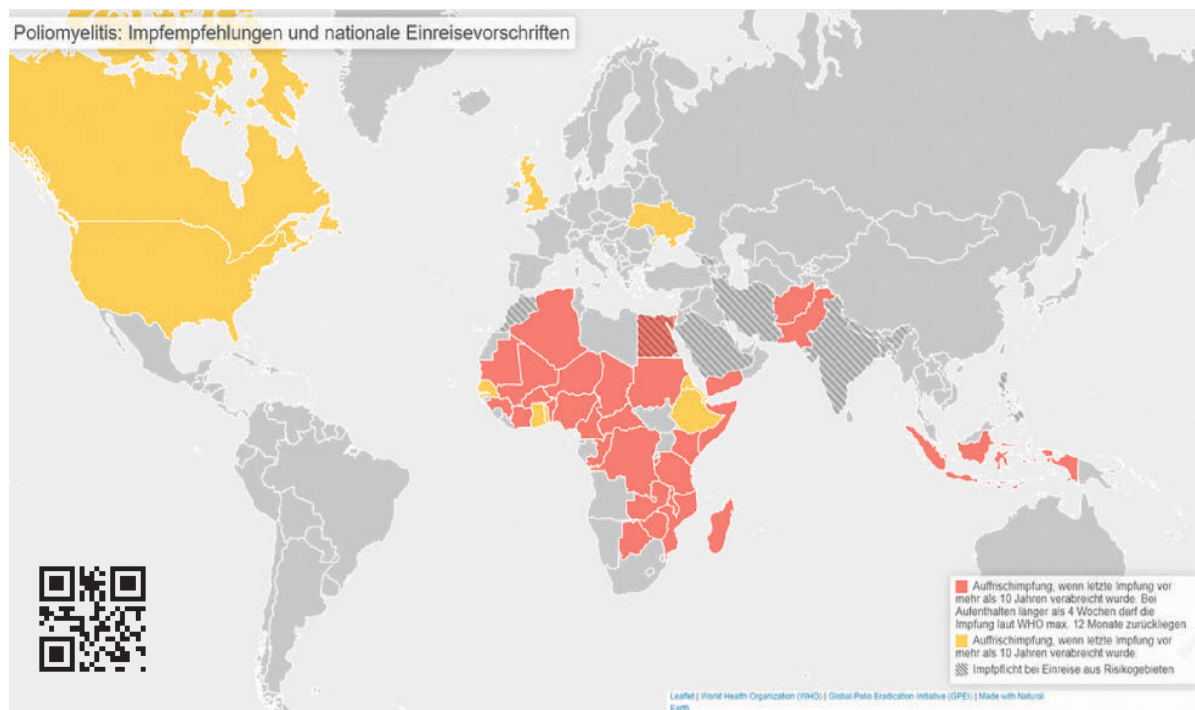 Poliomyelitis: Impfempfehlungen und nationale Einreisevorschriften
Auffrischimpfung, wenn letzte Impfung vor
mehr als 10 Jahren verabreicht wurde. Bei
Aufenthalten länger als 4 Wochen darf die
Impfung laut WHO max. 12 Monate zurückliegen
Auffrischimpfung, wenn letzte Impfung vor
mehr als 10 Jahren verabreicht wurde.
Impfpflicht bei Einreise aus Risikogebieten
Leaflet | World Health Organization (WHO) | Global Polio Eradication Initiative (GPEI) | Made with Natural
Earth